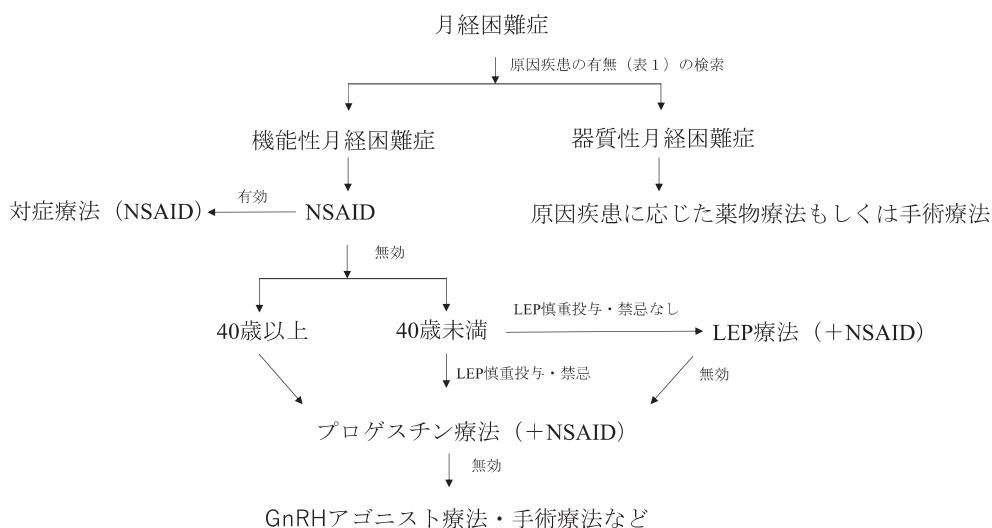 月経困難症
原因疾患の有無（表１）の検索
機能性月経困難症
器質性月経困難症
対症療法（NSAID）
有効
NSAID
原因疾患に応じた薬物療法もしくは手術療法
無効
40歳以上
40歳未満
LEP慎重投与・禁忌なし
LEP療法（＋NSAID）
LEP慎重投与・禁忌
無効
プロゲスチン療法（＋NSAID）
無効
GnRHアゴニスト療法・手術療法など